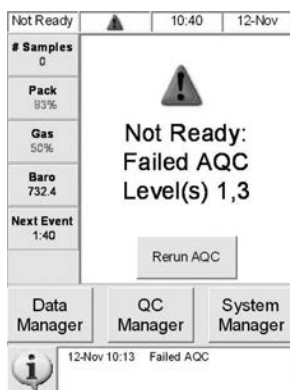 Not Ready 10:40 12-Nov
# Samples
0
Pack
83%
Gas
50%
Baro
732.4
Next Event
1:40
Not Ready:
Failed AQC
Level(s) 1,3
Rerun AQC
Data
Manager
QC
Manager
System
Manager
12-Nov 10:13 Failed AQC